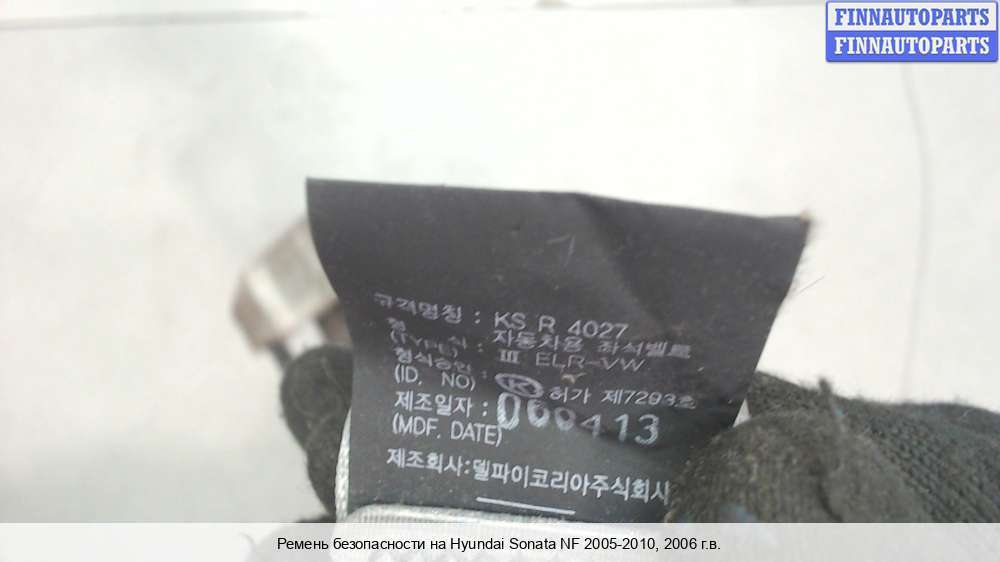 FINNAUTOPARTS
FINNAUTOPARTS
규격명칭 : KS R 4027
자동차용 좌석벨트
형 식 : III ELR-VW
(TYPE)
형식승인 : K 허가 제7293호
(ID. NO)
제조일자 : 060413
(MDF. DATE)
제조회사:델파이코리아주식회사
Ремень безопасности на Hyundai Sonata NF 2005-2010, 2006 г.в.